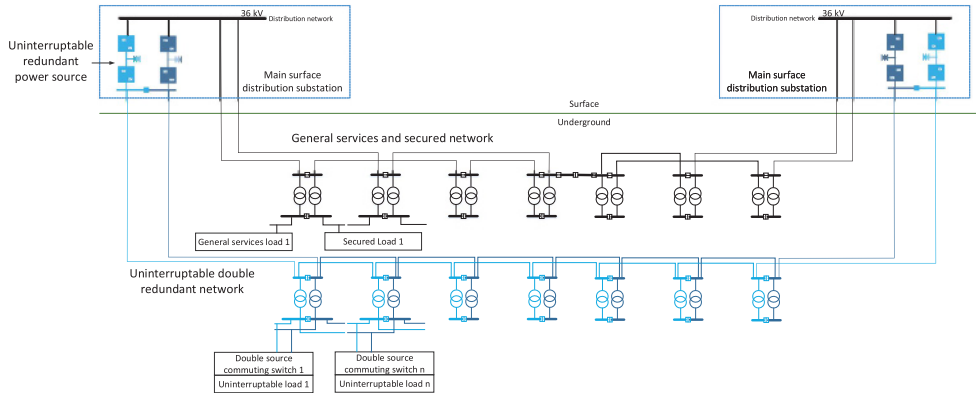 36 kV
Distribution network
36 kV
Distribution network
Uninterruptable
redundant
power source
Main surface
distribution substation
Main surface
distribution substation
Surface
Underground
General services and secured network
General services load 1
Secured Load 1
Uninterruptable double
redundant network
Double source
commuting switch 1
Uninterruptable load 1
Double source
commuting switch n
Uninterruptable load n